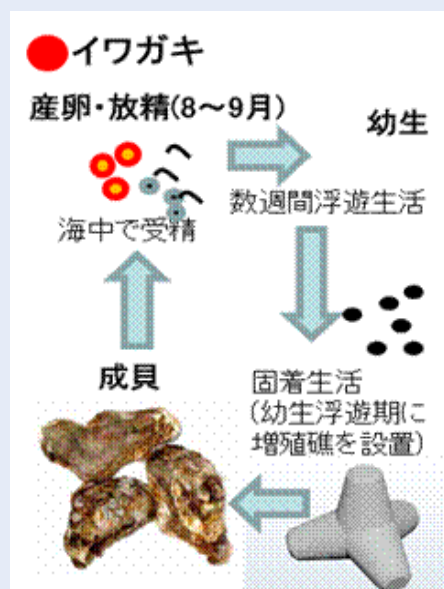 ●イワガキ
産卵・放精(8～9月)
幼生
海中で受精
数週間浮遊生活
固着生活
(幼生浮遊期に
増殖礁を設置)
成貝